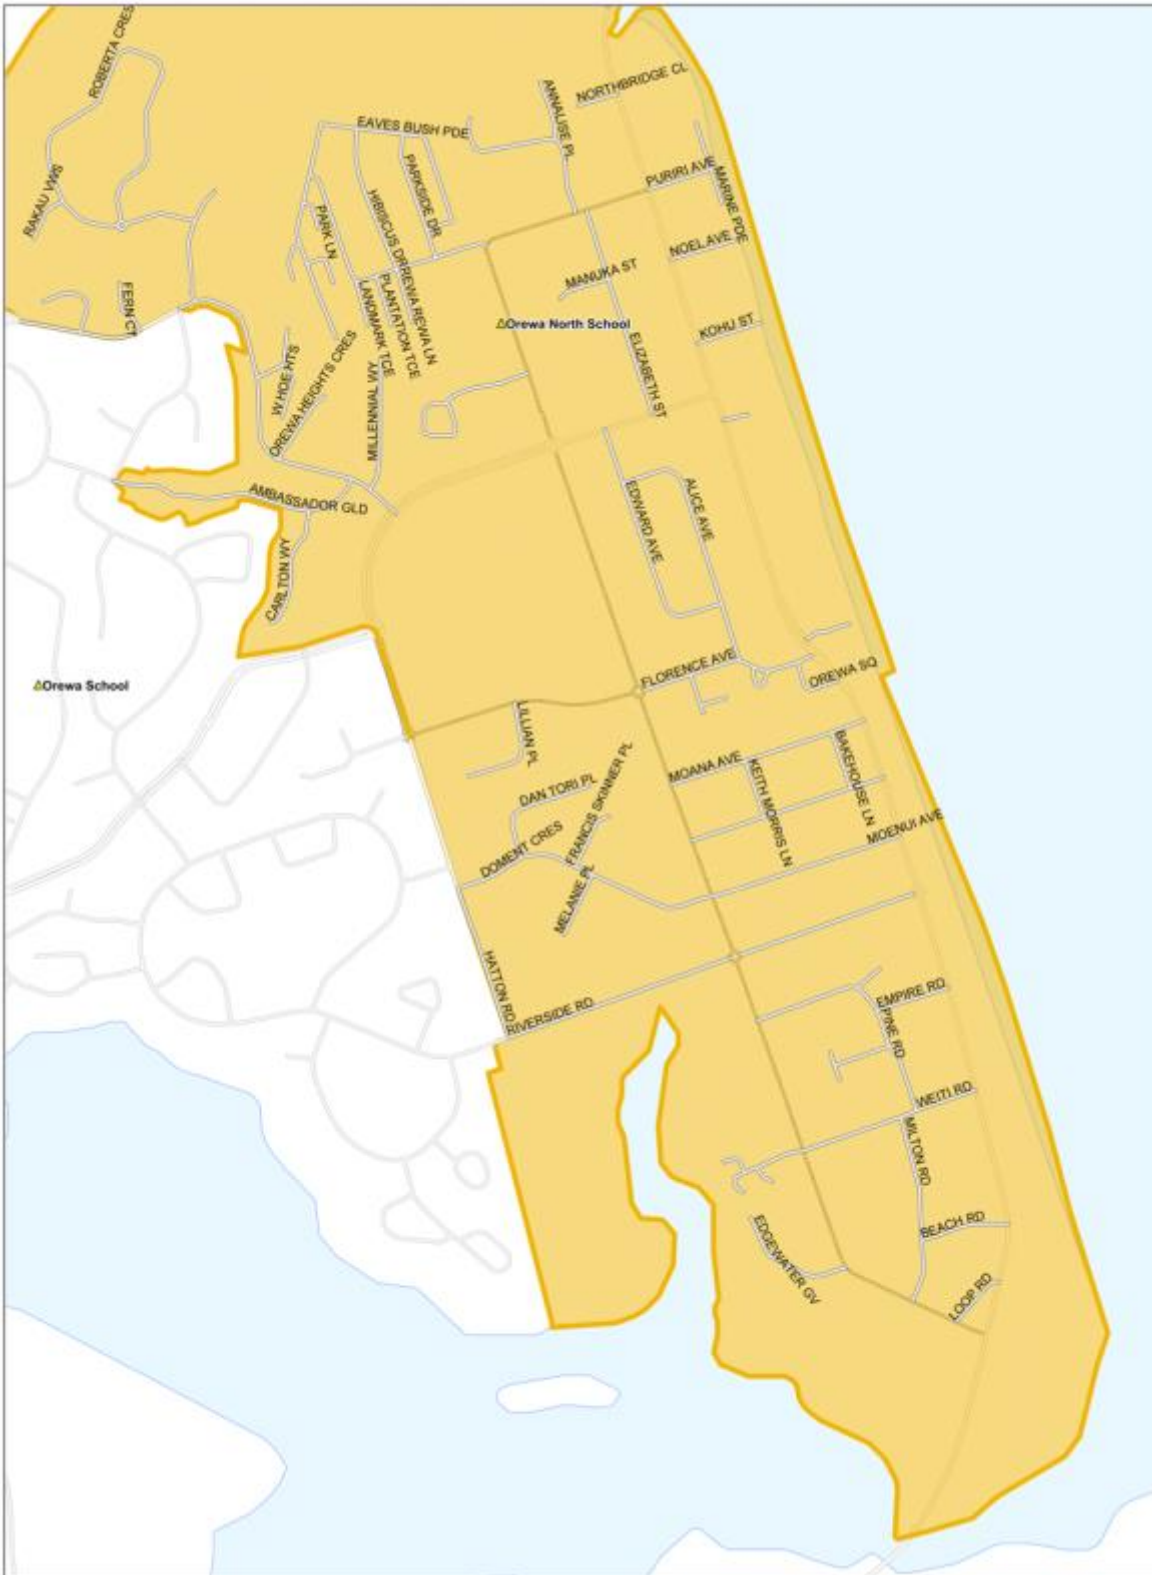 ROBERTA CRES
NORTHBRIDGE CL
ANNALISE PL
EAVES BUSH PDE
PURIRI AVE
PARKSIDE DR
MARINE PDE
RAKAU VWS
HIBISCUS DR
PARK LN
NOEL AVE
REWA REWA LN
MANUKA ST
PLANTATION TCE
LANDMARK TCE
FERN CT
Orewa North School
KOHU ST
ELIZABETH ST
W HOE HTS
OREWA HEIGHTS CRES
MILLENNIAL WY
AMBASSADOR GLD
EDWARD AVE
ALICE AVE
CARLTON WY
FLORENCE AVE
OREWA SQ
Orewa School
LILLIAN PL
MOANA AVE
BAKEHOUSE LN
KEITH MORRIS LN
DAN TORI PL
FRANCIS SKINNER PL
MOENUI AVE
DOMENT CRES
MELANIE PL
HATTON RD
RIVERSIDE RD
EMPIRE RD
PINE RD
WEITI RD
MILTON RD
BEACH RD
EDGEWATER GV
LOOP RD